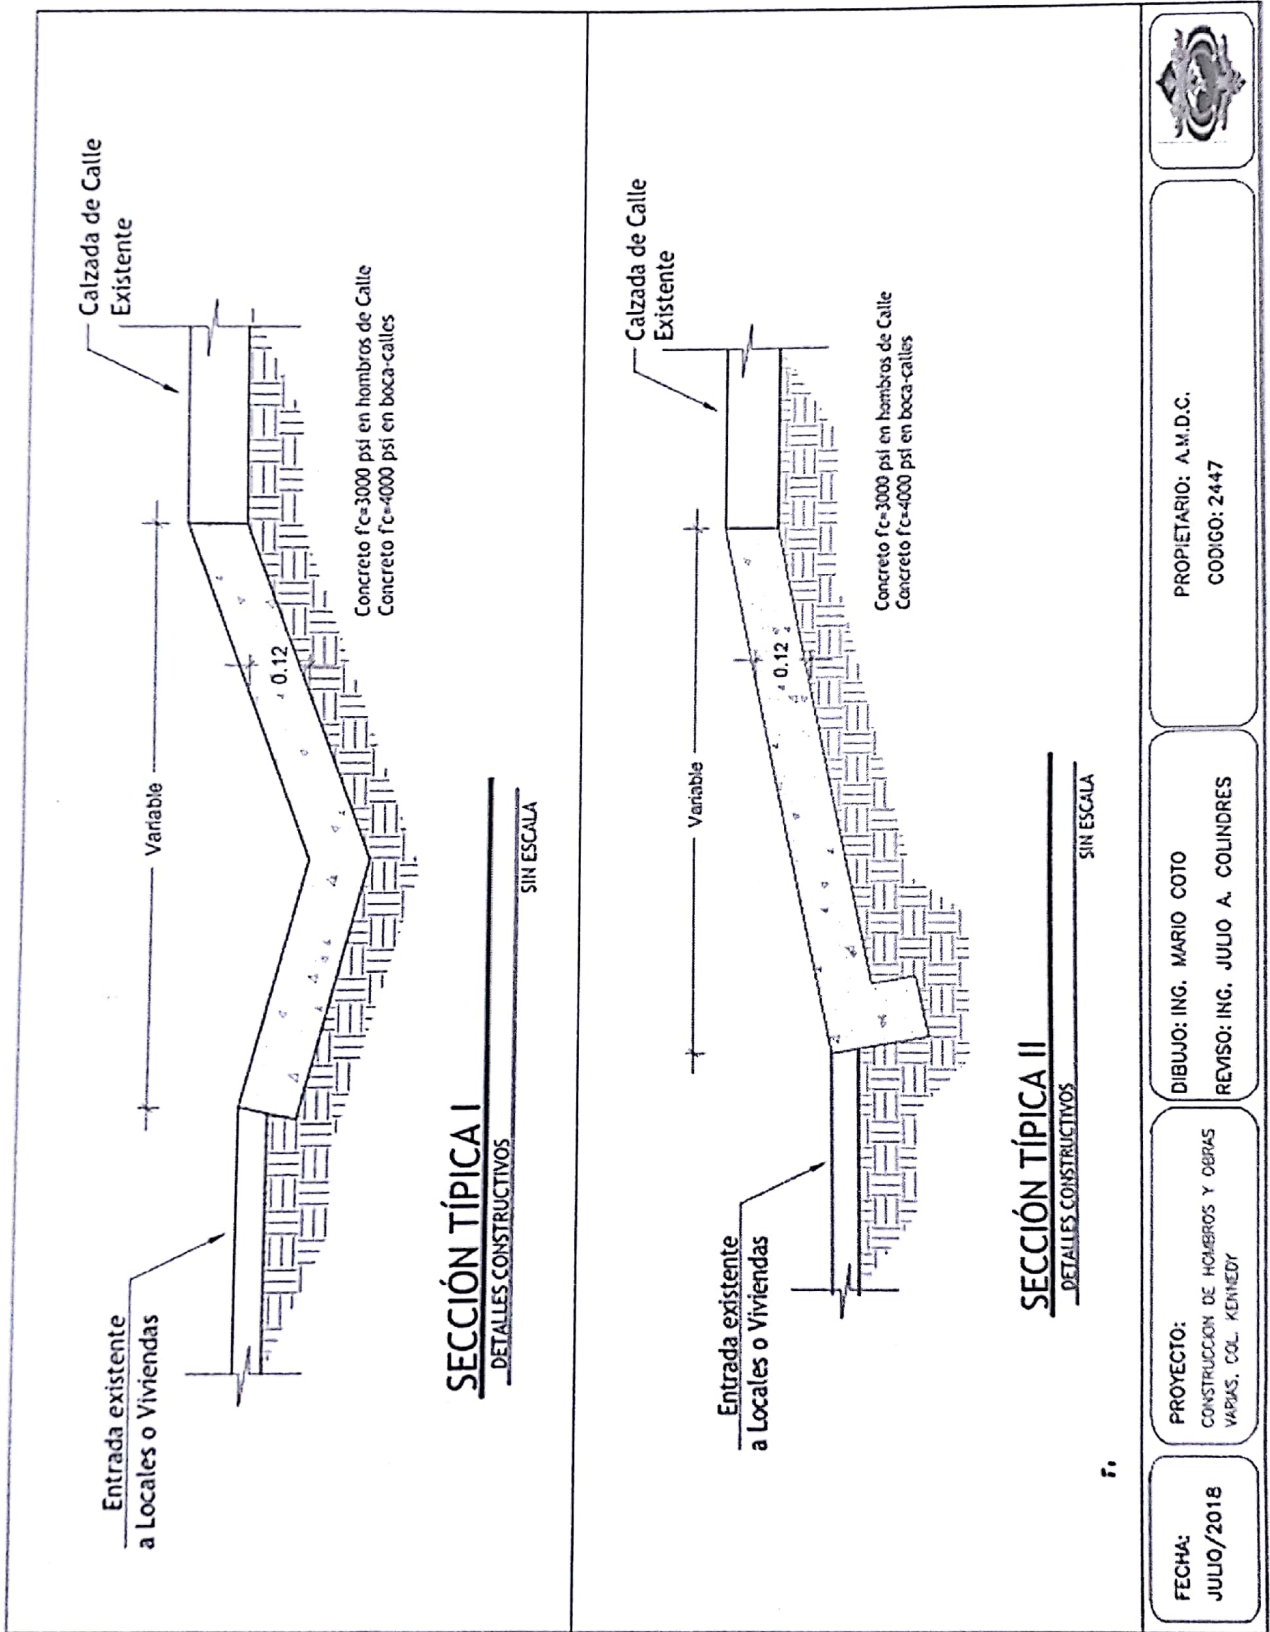 Calzada de Calle
Existente
Variable
0.12
Concreto f'c=3000 psi en hombros de Calle
Concreto f'c=4000 psi en boca-calles
Entrada existente
a Locales o Viviendas
SECCIÓN TÍPICA I
DETALLES CONSTRUCTIVOS
SIN ESCALA
Calzada de Calle
Existente
Variable
0.12
Concreto f'c=3000 psi en hombros de Calle
Concreto f'c=4000 psi en boca-calles
Entrada existente
a Locales o Viviendas
SECCIÓN TÍPICA II
DETALLES CONSTRUCTIVOS
SIN ESCALA
FECHA:
JULIO/2018
PROYECTO:
CONSTRUCCION DE HOMBROS Y OBRAS
VARIAS, COL. KENNEDY
DIBUJO: ING. MARIO COTO
REVISO: ING. JULIO A. COLINDRES
PROPIETARIO: A.M.D.C.
CODIGO: 2447